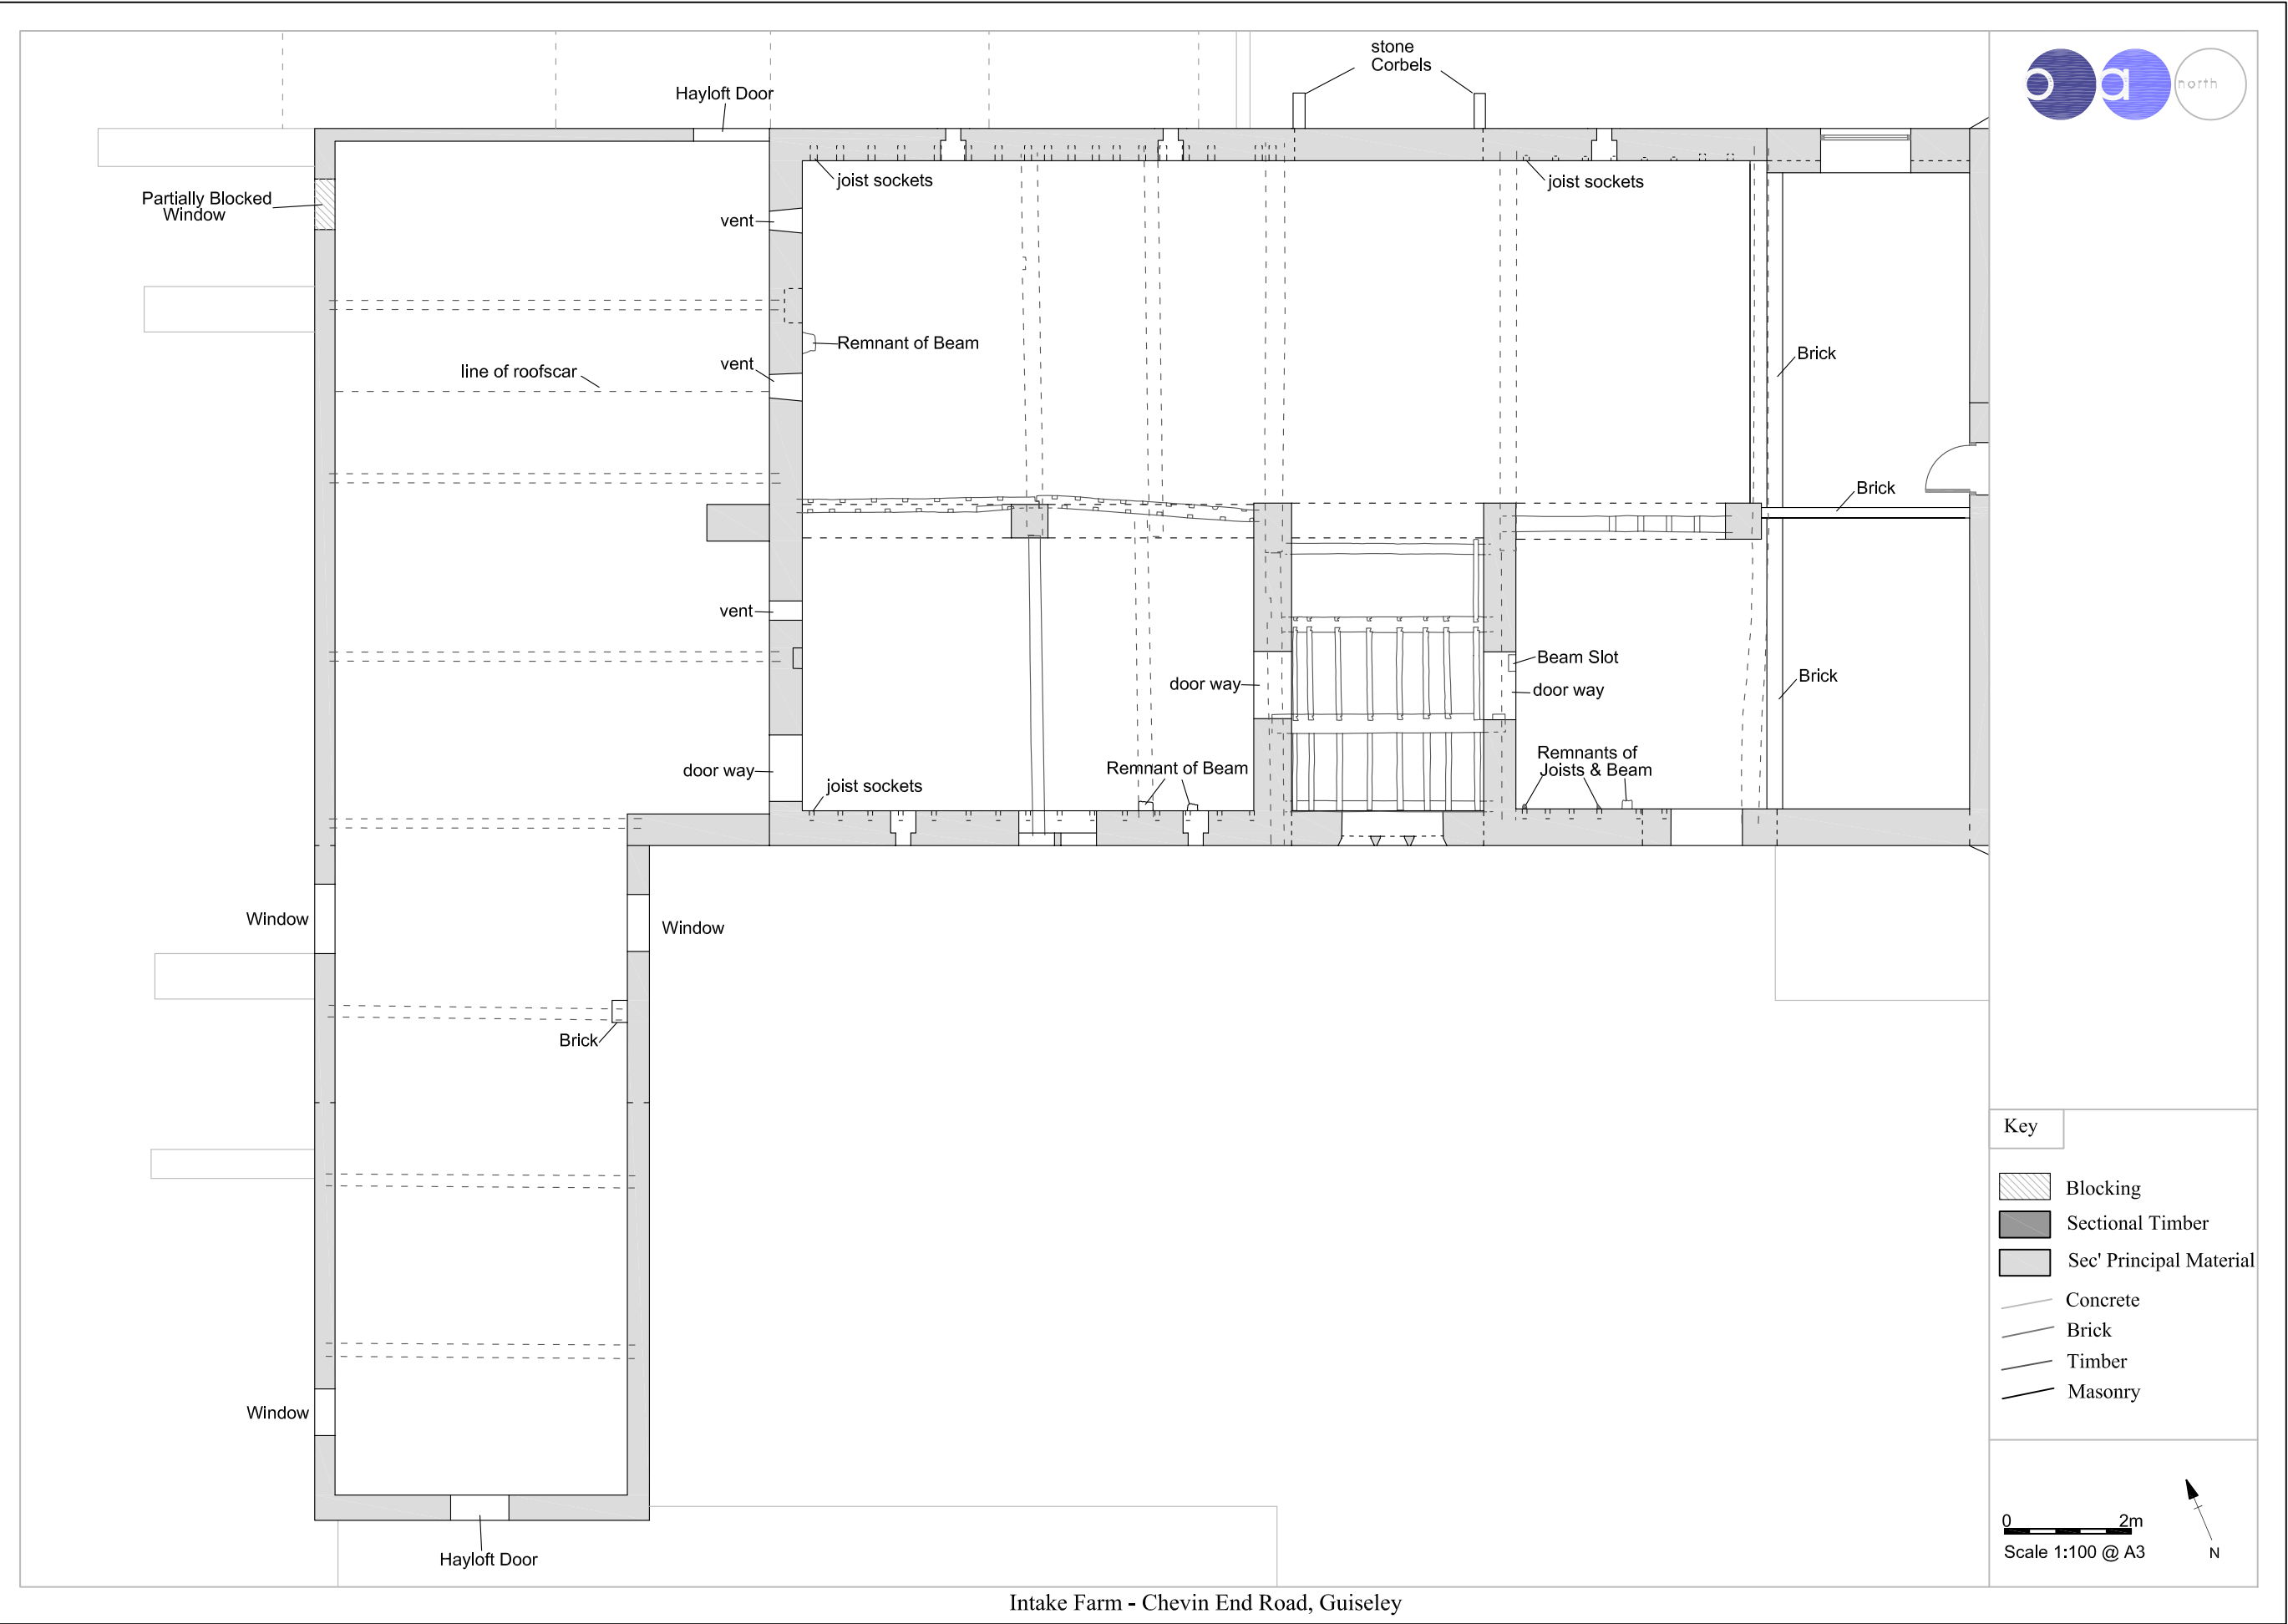 stone
Corbels
oa north
Hayloft Door
joist sockets
joist sockets
Partially Blocked
Window
vent
Remnant of Beam
Brick
vent
line of roofscar
Brick
vent
Beam Slot
door way
door way
Brick
Remnants of
Joists & Beam
door way
Remnant of Beam
joist sockets
Window
Window
Brick
Key
Blocking
Sectional Timber
Sec' Principal Material
Concrete
Brick
Timber
Masonry
Window
0 2m
Scale 1:100 @ A3
N
Hayloft Door
Intake Farm - Chevin End Road, Guiseley